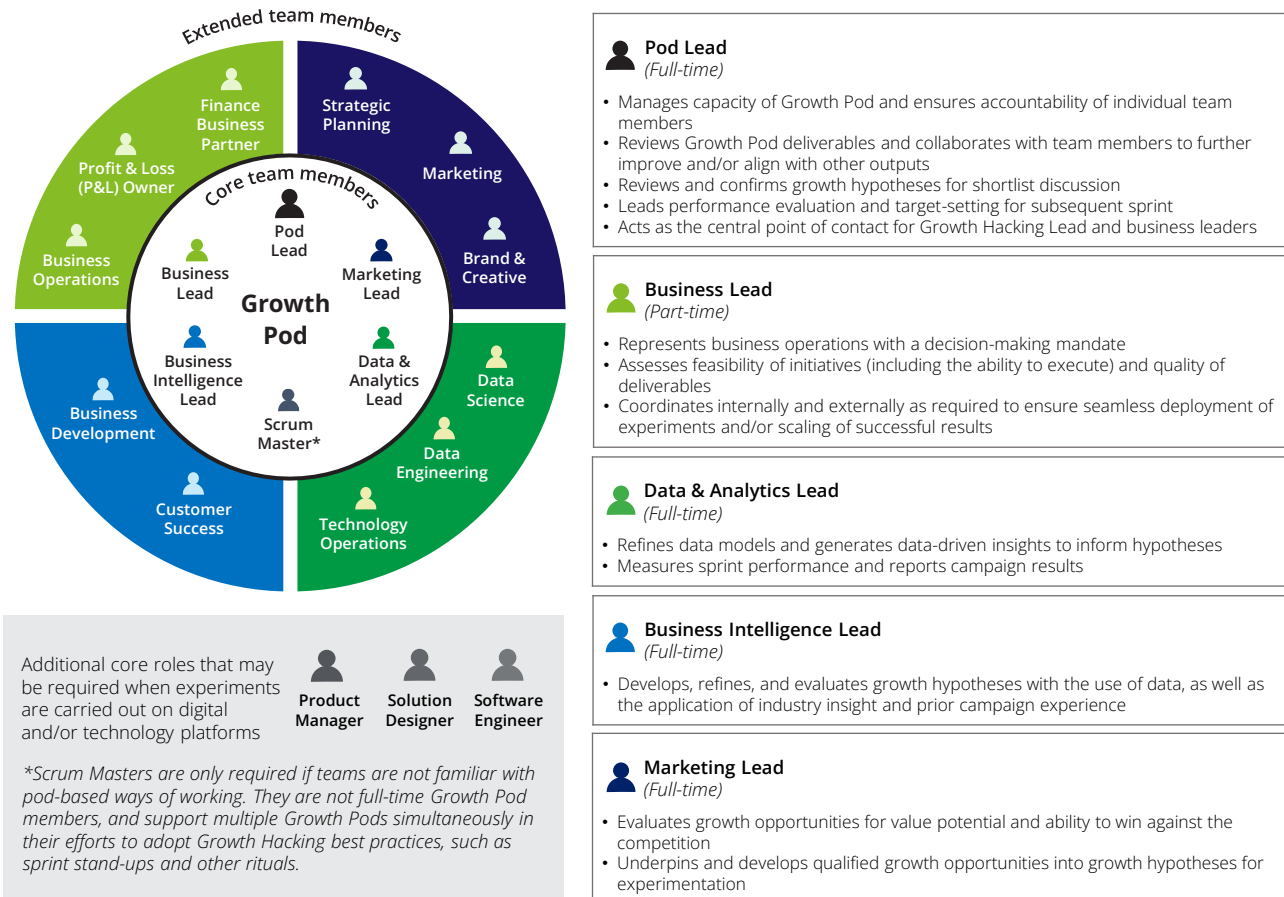 Extended team members
Finance
Business
Partner
Profit & Loss
(P&L) Owner
Business
Operations
Strategic
Planning
Marketing
Brand &
Creative
Core team members
Pod
Lead
Business
Lead
Marketing
Lead
Growth
Pod
Business
Intelligence
Lead
Data &
Analytics
Lead
Scrum
Master*
Business
Development
Customer
Success
Data
Science
Data
Engineering
Technology
Operations
Additional core roles that may
be required when experiments
are carried out on digital
and/or technology platforms
Product
Manager
Solution
Designer
Software
Engineer
*Scrum Masters are only required if teams are not familiar with
pod-based ways of working. They are not full-time Growth Pod
members, and support multiple Growth Pods simultaneously in
their efforts to adopt Growth Hacking best practices, such as
sprint stand-ups and other rituals.
Pod Lead
(Full-time)
• Manages capacity of Growth Pod and ensures accountability of individual team
members
• Reviews Growth Pod deliverables and collaborates with team members to further
improve and/or align with other outputs
• Reviews and confirms growth hypotheses for shortlist discussion
• Leads performance evaluation and target-setting for subsequent sprint
• Acts as the central point of contact for Growth Hacking Lead and business leaders
Business Lead
(Part-time)
• Represents business operations with a decision-making mandate
• Assesses feasibility of initiatives (including the ability to execute) and quality of
deliverables
• Coordinates internally and externally as required to ensure seamless deployment of
experiments and/or scaling of successful results
Data & Analytics Lead
(Full-time)
• Refines data models and generates data-driven insights to inform hypotheses
• Measures sprint performance and reports campaign results
Business Intelligence Lead
(Full-time)
• Develops, refines, and evaluates growth hypotheses with the use of data, as well as
the application of industry insight and prior campaign experience
Marketing Lead
(Full-time)
• Evaluates growth opportunities for value potential and ability to win against the
competition
• Underpins and develops qualified growth opportunities into growth hypotheses for
experimentation